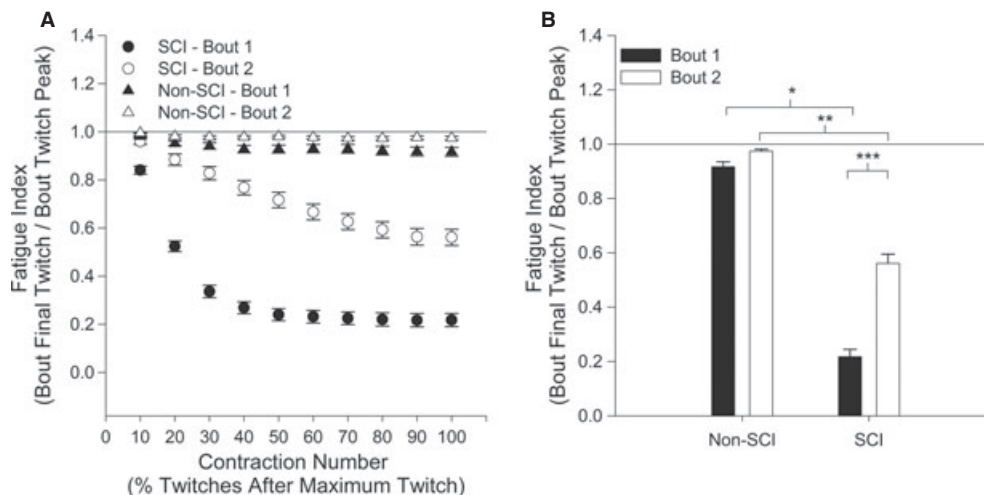 A
Fatigue Index
(Bout Final Twitch / Bout Twitch Peak)
1.4
1.2
1.0
0.8
0.6
0.4
0.2
0.0
SCI - Bout 1
SCI - Bout 2
Non-SCI - Bout 1
Non-SCI - Bout 2
0 10 20 30 40 50 60 70 80 90 100
Contraction Number
(% Twitches After Maximum Twitch)
B
Fatigue Index
(Bout Final Twitch / Bout Twitch Peak)
1.4
1.2
1.0
0.8
0.6
0.4
0.2
0.0
Bout 1
Bout 2
*
**
***
Non-SCI SCI